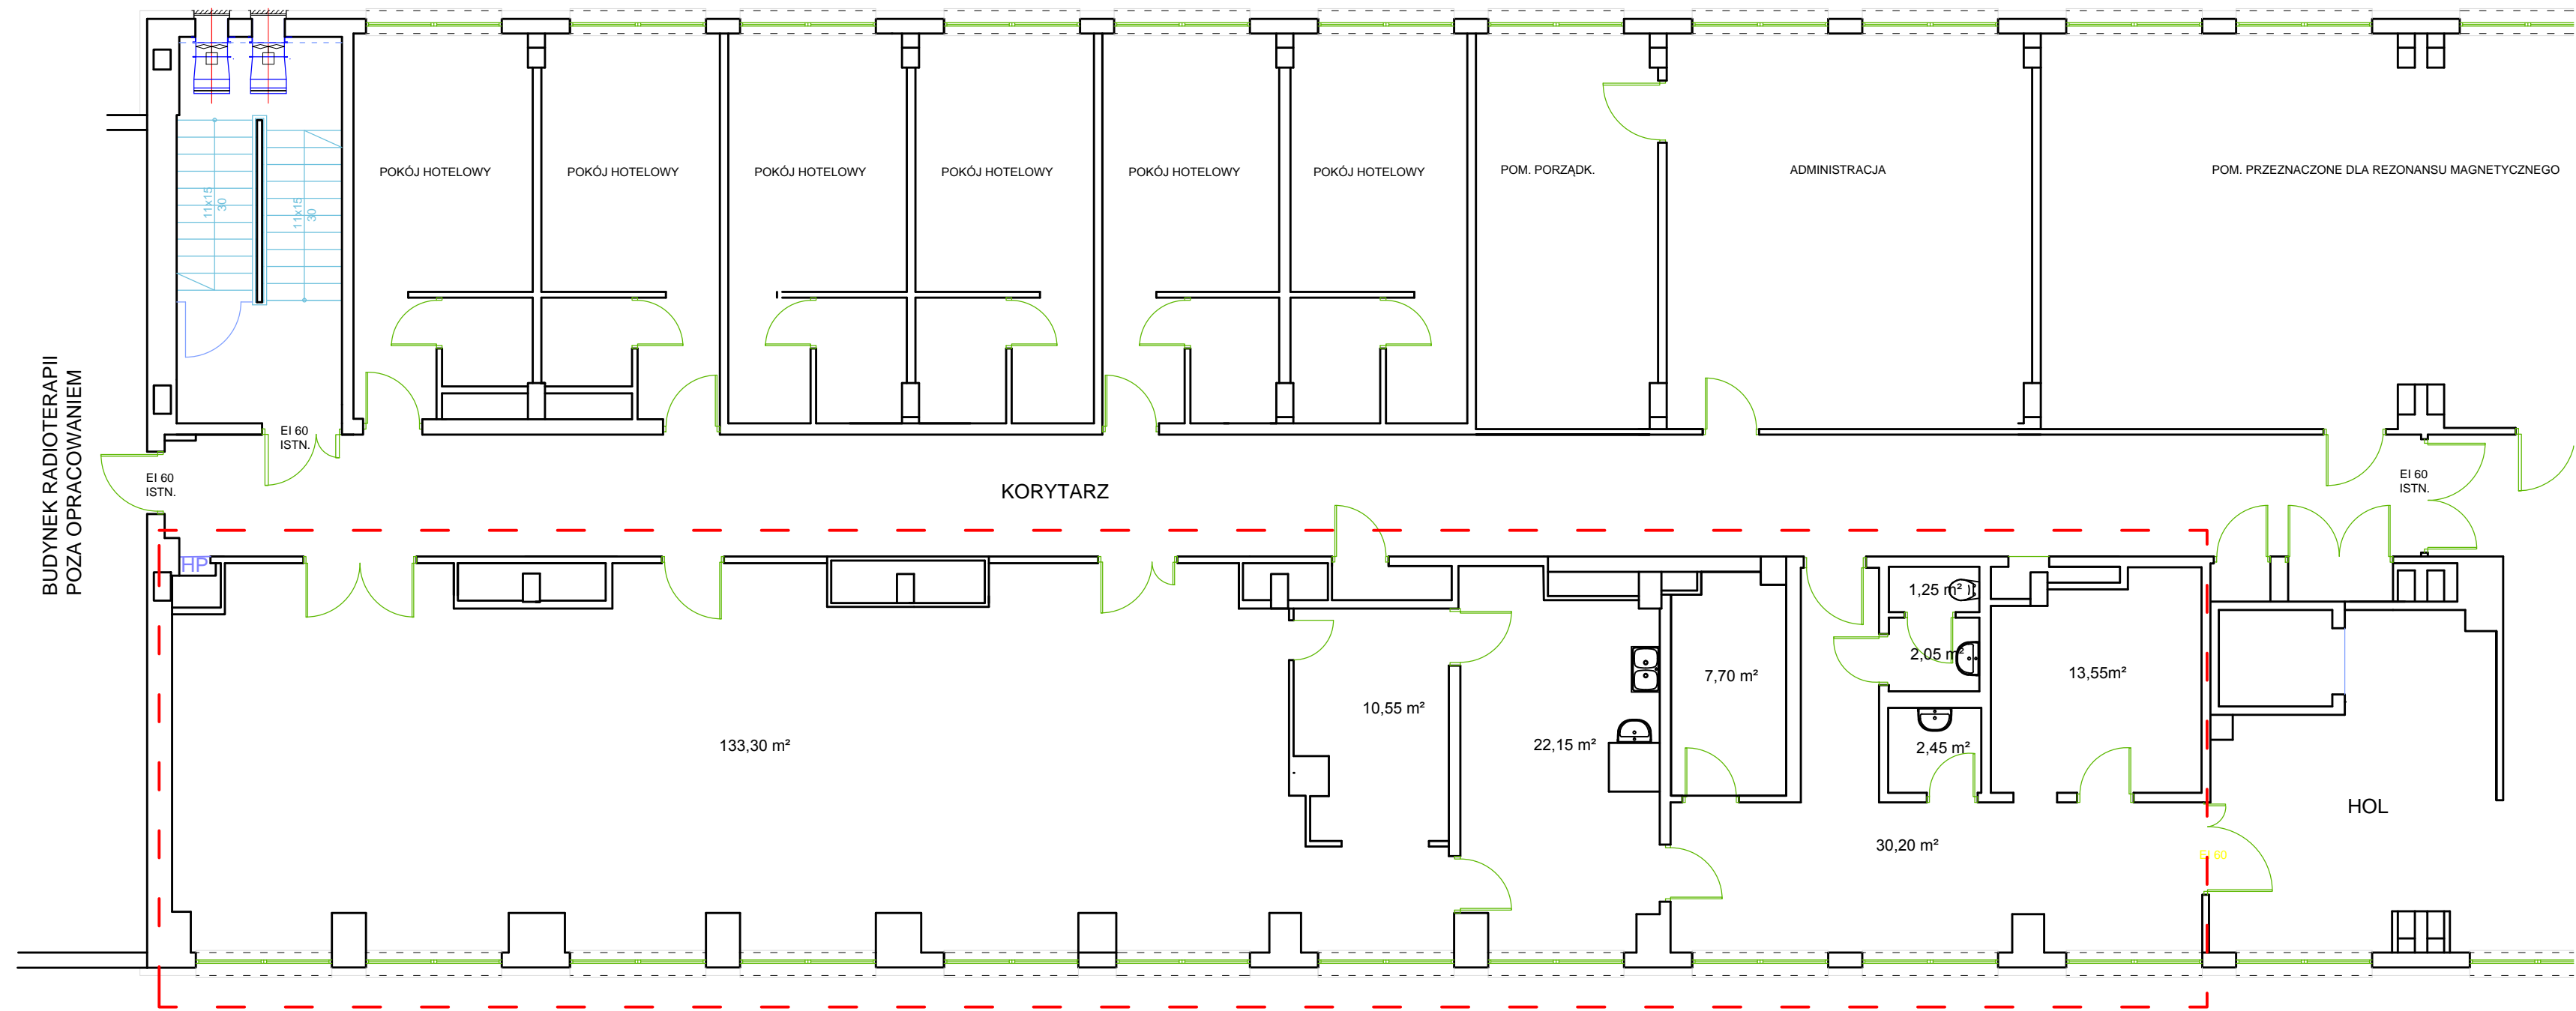 POKÓJ HOTELOWY
POKÓJ HOTELOWY
POKÓJ HOTELOWY
POKÓJ HOTELOWY
POKÓJ HOTELOWY
POKÓJ HOTELOWY
POM. PORZĄDK.
ADMINISTRACJA
POM. PRZEZNACZONE DLA REZONANSU MAGNETYCZNEGO
11x15
30
11x15
30
BUDYNEK RADIOTERAPII
POZA OPRACOWANIEM
EI 60
ISTN.
EI 60
ISTN.
KORYTARZ
EI 60
ISTN.
HP
1,25 m²
2,05 m²
7,70 m²
13,55m²
10,55 m²
133,30 m²
22,15 m²
2,45 m²
HOL
30,20 m²
EI 60